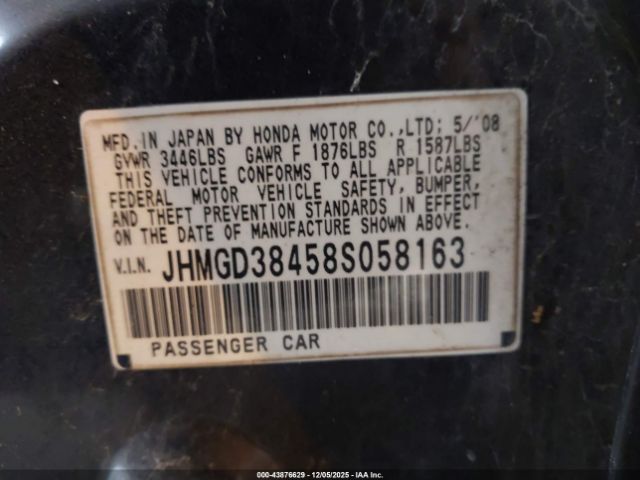 MFD.IN JAPAN BY HONDA MOTOR CO.,LTD; 5/'08
GVWR 3446LBS GAWR F 1876LBS R 1587LBS
THIS VEHICLE CONFORMS TO ALL APPLICABLE
FEDERAL MOTOR VEHICLE SAFETY, BUMPER,
AND THEFT PREVENTION STANDARDS IN EFFECT
ON THE DATE OF MANUFACTURE SHOWN ABOVE.
V.I.N. JHMGD38458S058163
PASSENGER CAR
000-43876629 - 12/05/2025 - IAA Inc.